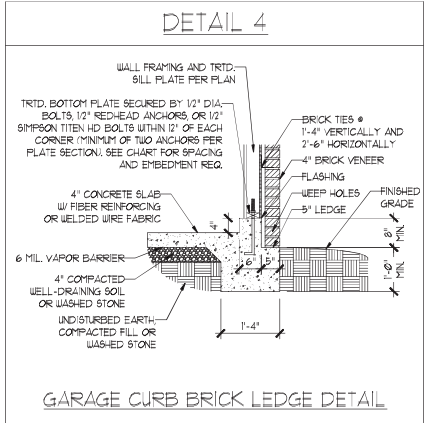 DETAIL 4
WALL FRAMING AND TRTD.
SILL PLATE PER PLAN
TRTD. BOTTOM PLATE SECURED BY 1/2" DIA.
BOLTS, 1/2" REDHEAD ANCHORS, OR 1/2"
SIMPSON TITEN HD BOLTS WITHIN 12" OF EACH
CORNER (MINIMUM OF TWO ANCHORS PER
PLATE SECTION). SEE CHART FOR SPACING
AND EMBEDMENT REQ.
BRICK TIES @
1'-4" VERTICALLY AND
2'-6" HORIZONTALLY
4" BRICK VENEER
FLASHING
WEEP HOLES
5" LEDGE
FINISHED
GRADE
4" CONCRETE SLAB
W/ FIBER REINFORCING
OR WELDED WIRE FABRIC
4"
8"
MIN.
6 MIL. VAPOR BARRIER
6"
5"
1'-0"
MIN.
4" COMPACTED
WELL-DRAINING SOIL
OR WASHED STONE
UNDISTURBED EARTH,
COMPACTED FILL OR
WASHED STONE
1'-4"
GARAGE CURB BRICK LEDGE DETAIL